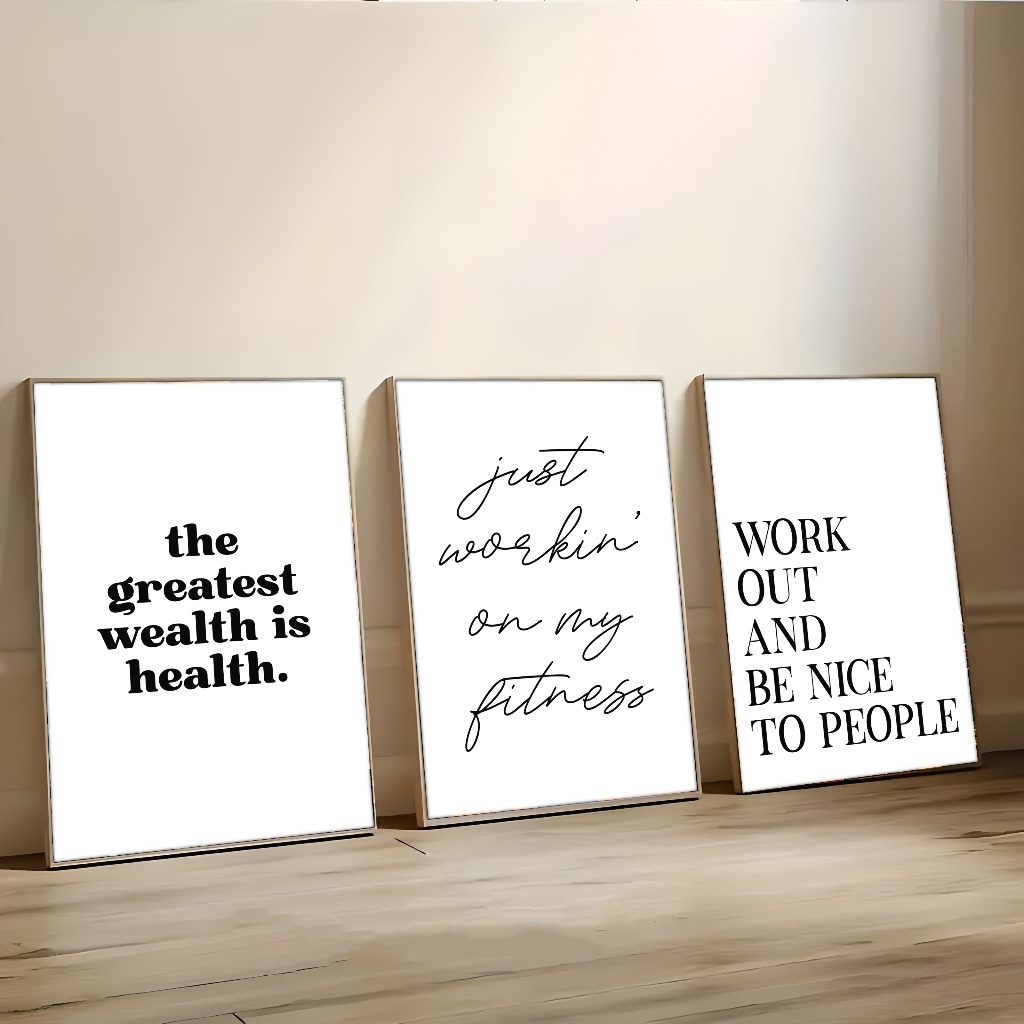 the
greatest
wealth is
health.
just
workin'
on my
fitness
WORK
OUT
AND
BE NICE
TO PEOPLE